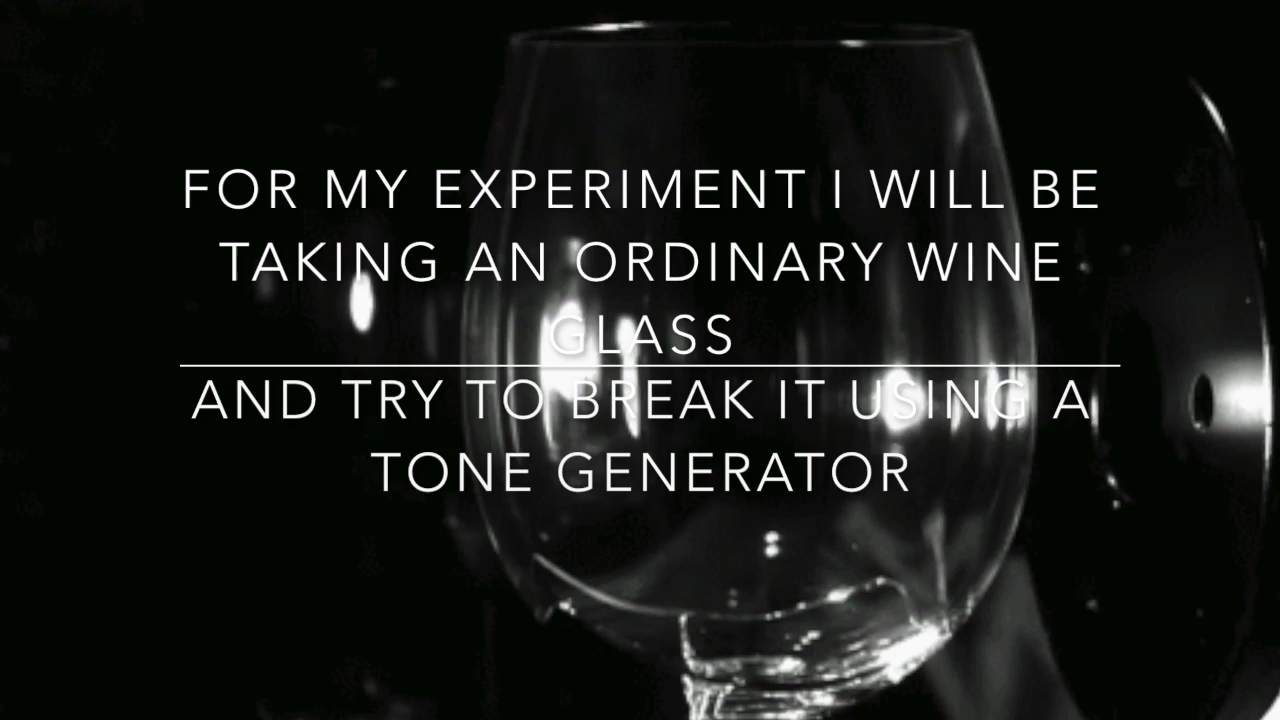 FOR MY EXPERIMENT I WILL BE
TAKING AN ORDINARY WINE
GLASS
AND TRY TO BREAK IT USING A
TONE GENERATOR